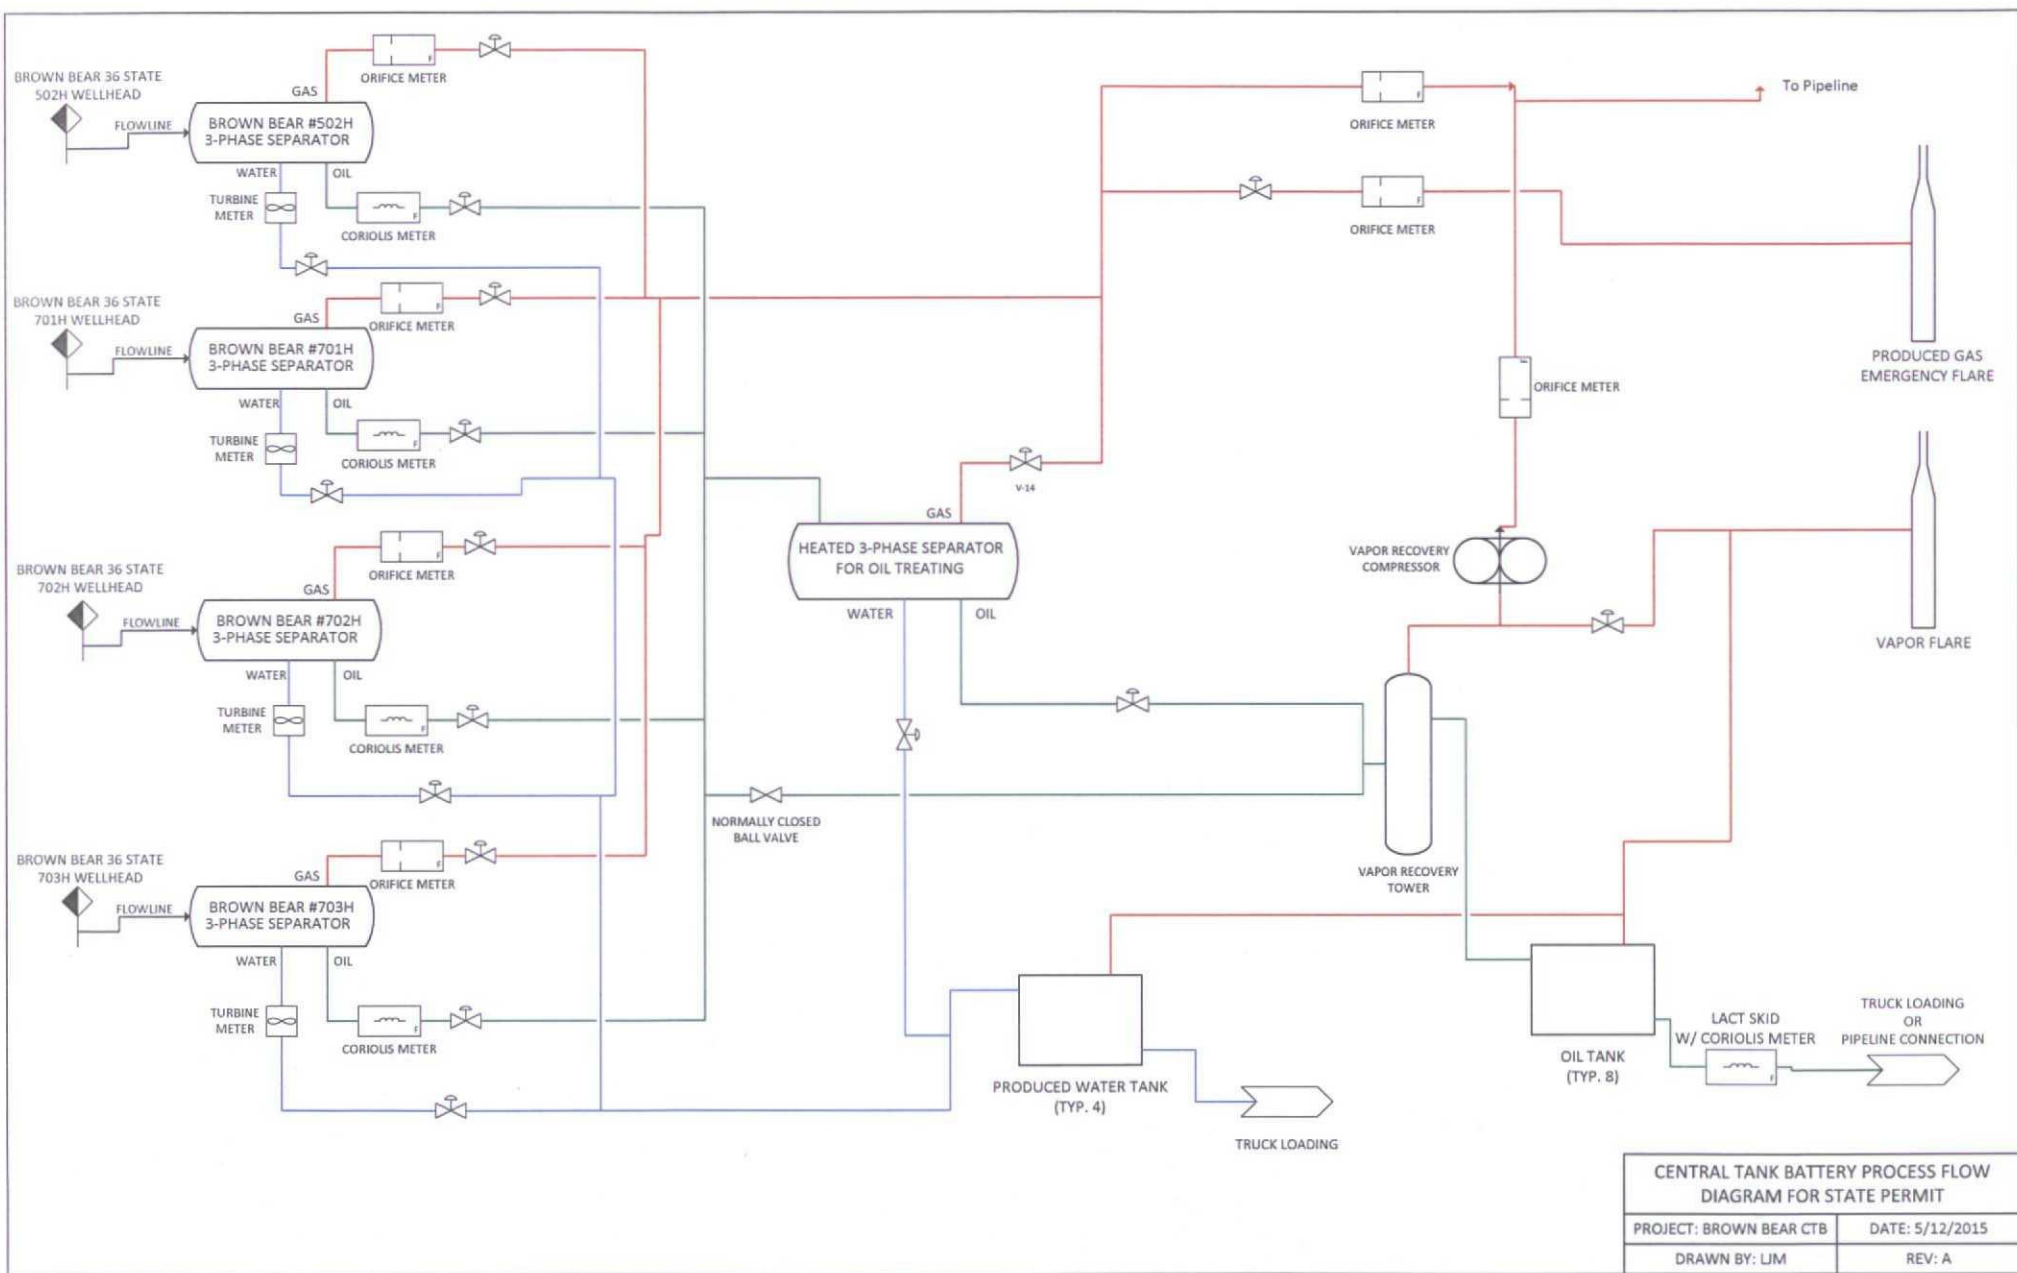 BROWN BEAR 36 STATE
502H WELLHEAD
FLOWLINE
GAS
ORIFICE METER
F
BROWN BEAR #502H
3-PHASE SEPARATOR
WATER
OIL
TURBINE
METER
F
CORIOLIS METER
BROWN BEAR 36 STATE
701H WELLHEAD
FLOWLINE
GAS
ORIFICE METER
F
BROWN BEAR #701H
3-PHASE SEPARATOR
WATER
OIL
TURBINE
METER
F
CORIOLIS METER
BROWN BEAR 36 STATE
702H WELLHEAD
FLOWLINE
GAS
ORIFICE METER
F
BROWN BEAR #702H
3-PHASE SEPARATOR
WATER
OIL
TURBINE
METER
F
CORIOLIS METER
BROWN BEAR 36 STATE
703H WELLHEAD
FLOWLINE
GAS
ORIFICE METER
F
BROWN BEAR #703H
3-PHASE SEPARATOR
WATER
OIL
TURBINE
METER
F
CORIOLIS METER
V-14
GAS
HEATED 3-PHASE SEPARATOR
FOR OIL TREATING
WATER
OIL
NORMALLY CLOSED
BALL VALVE
F
ORIFICE METER
To Pipeline
F
ORIFICE METER
PRODUCED GAS
EMERGENCY FLARE
F
ORIFICE METER
VAPOR RECOVERY
COMPRESSOR
VAPOR FLARE
VAPOR RECOVERY
TOWER
PRODUCED WATER TANK
(TYP. 4)
TRUCK LOADING
OIL TANK
(TYP. 8)
LACT SKID
W/ CORIOLIS METER
F
TRUCK LOADING
OR
PIPELINE CONNECTION
CENTRAL TANK BATTERY PROCESS FLOW
DIAGRAM FOR STATE PERMIT
PROJECT: BROWN BEAR CTB
DATE: 5/12/2015
DRAWN BY: LJM
REV: A